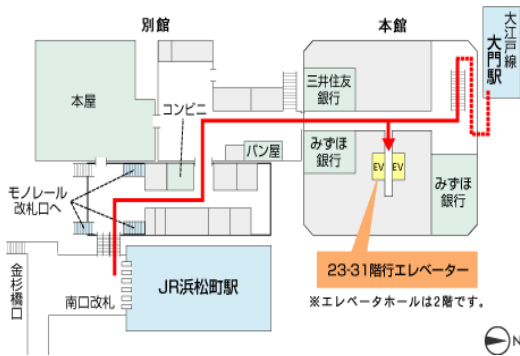 別館
本館
大江戸線
大門駅
本屋
コンビニ
三井住友
銀行
パン屋
みずほ
銀行
EV
EV
みずほ
銀行
モノレール
改札口へ
23-31階行エレベーター
金杉橋口
南口改札
JR浜松町駅
※エレベータホールは2階です。
N